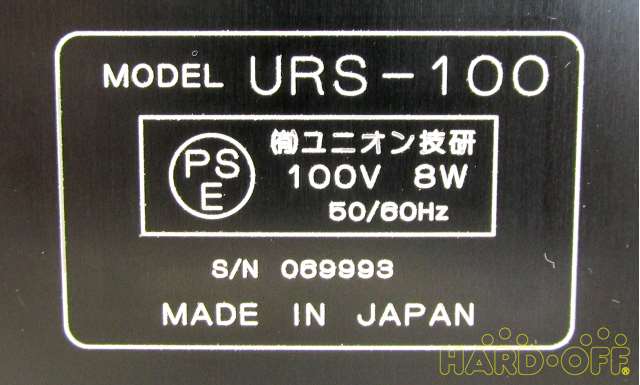 MODEL URS-100
PSE
㈲ユニオン技研
100V 8W
50/60Hz
S/N 069993
MADE IN JAPAN
HARD-OFF®